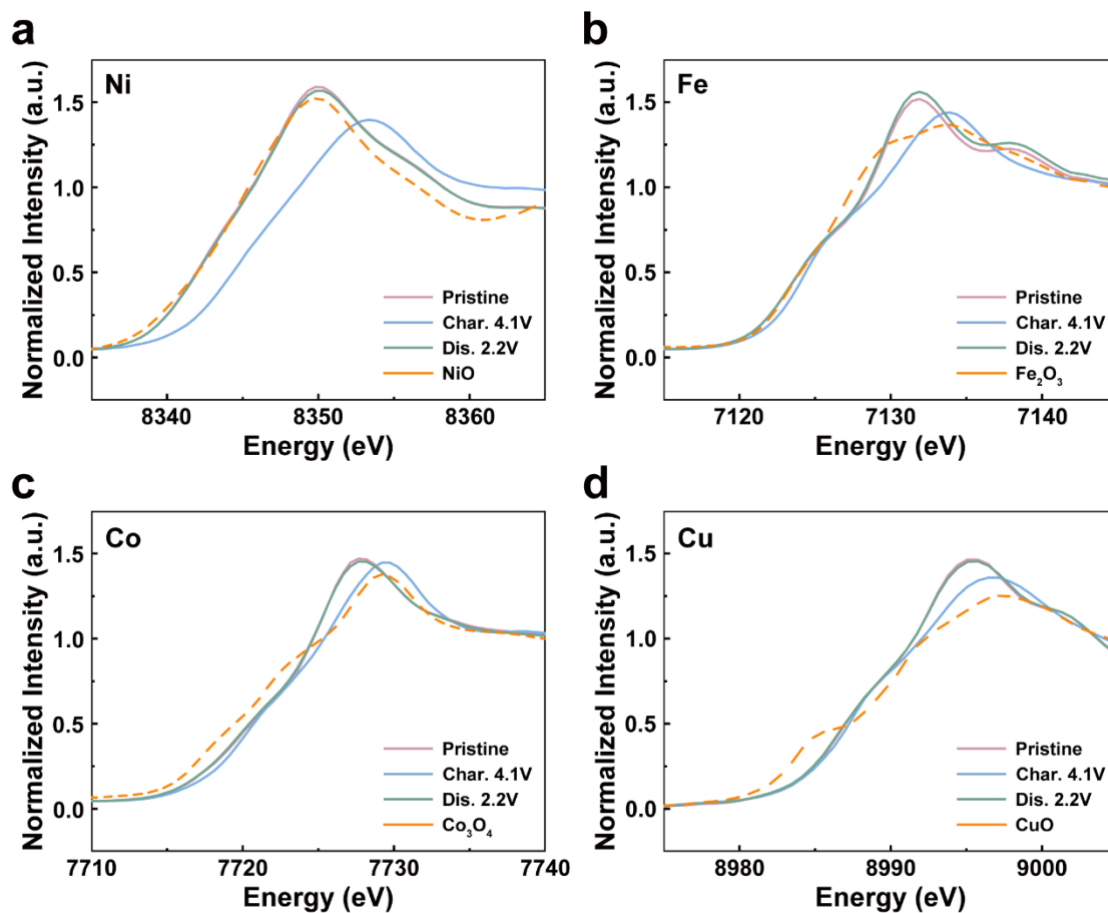 a
Ni
Normalized Intensity (a.u.)
1.5
1.0
0.5
0.0
Pristine
Char. 4.1V
Dis. 2.2V
NiO
8340
8350
8360
Energy (eV)
b
Fe
Normalized Intensity (a.u.)
1.5
1.0
0.5
0.0
Pristine
Char. 4.1V
Dis. 2.2V
Fe₂O₃
7120
7130
7140
Energy (eV)
c
Co
Normalized Intensity (a.u.)
1.5
1.0
0.5
0.0
Pristine
Char. 4.1V
Dis. 2.2V
Co₃O₄
7710
7720
7730
7740
Energy (eV)
d
Cu
Normalized Intensity (a.u.)
1.5
1.0
0.5
0.0
Pristine
Char. 4.1V
Dis. 2.2V
CuO
8980
8990
9000
Energy (eV)